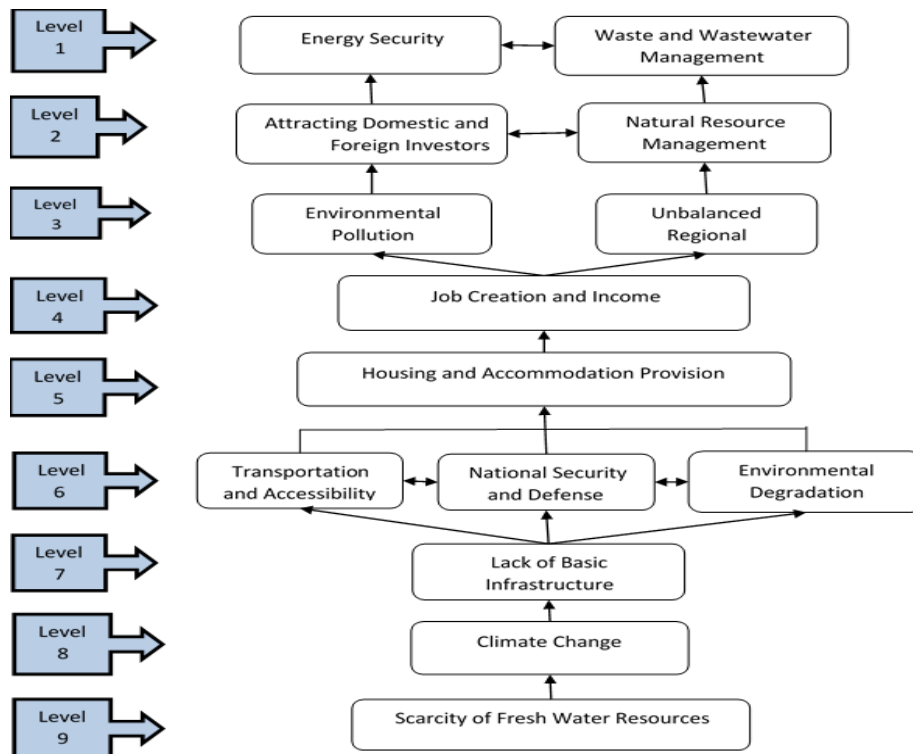 Level
1
Energy Security
Waste and Wastewater
Management
Level
2
Attracting Domestic and
Foreign Investors
Natural Resource
Management
Level
3
Environmental
Pollution
Unbalanced
Regional
Level
4
Job Creation and Income
Level
5
Housing and Accommodation Provision
Level
6
Transportation
and Accessibility
National Security
and Defense
Environmental
Degradation
Level
7
Lack of Basic
Infrastructure
Level
8
Climate Change
Level
9
Scarcity of Fresh Water Resources